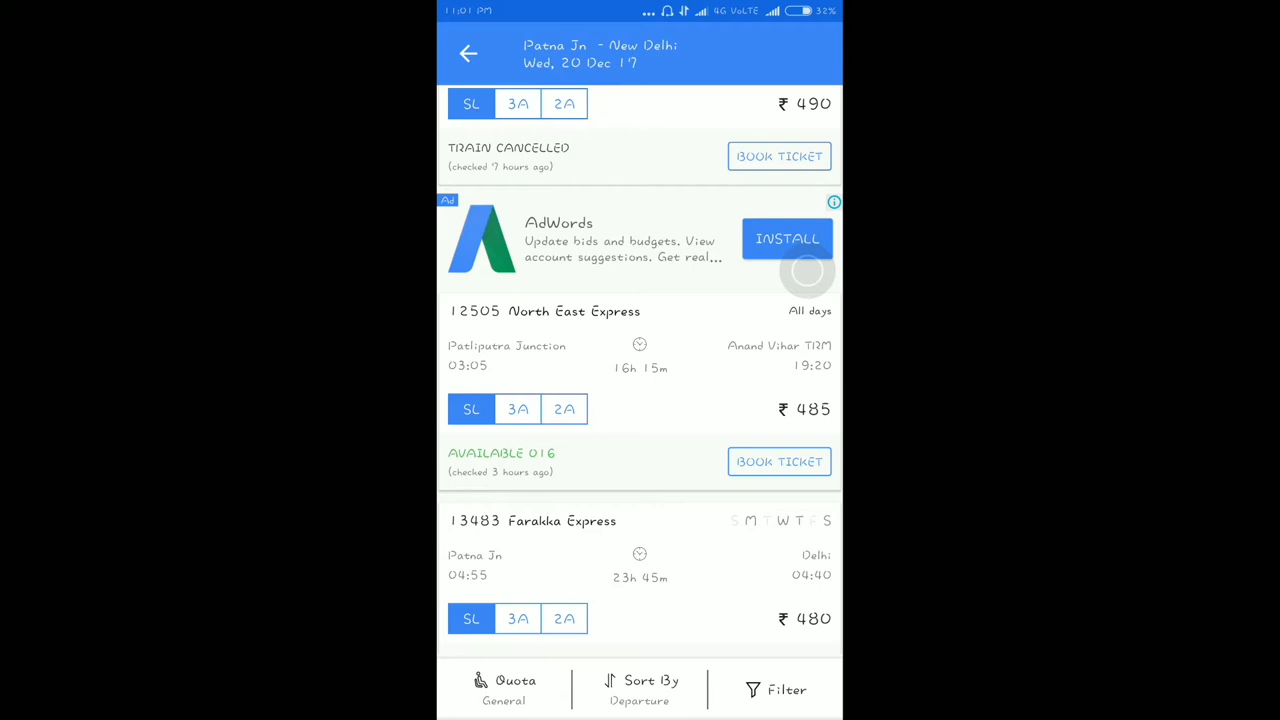 11:01 PM ... 4G VoLTE 32%
Patna Jn - New Delhi
Wed, 20 Dec 17
SL 3A 2A ₹ 490
TRAIN CANCELLED
(checked 7 hours ago)
BOOK TICKET
Ad
AdWords
Update bids and budgets. View
account suggestions. Get real...
INSTALL
12505 North East Express All days
Patliputra Junction Anand Vihar TRM
03:05 16h 15m 19:20
SL 3A 2A ₹ 485
AVAILABLE 016
(checked 3 hours ago)
BOOK TICKET
13483 Farakka Express S M T W T F S
Patna Jn Delhi
04:55 23h 45m 04:40
SL 3A 2A ₹ 480
Quota Sort By Filter
General Departure